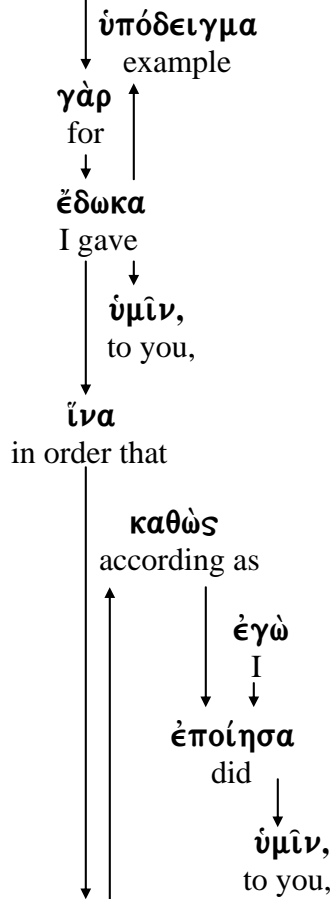 ὑπόδειγμα
example
γὰρ
for
ἔδωκα
I gave
ὑμῖν,
to you,
ἵνα
in order that
καθὼς
according as
ἐγὼ
I
ἐποίησα
did
ὑμῖν,
to you,